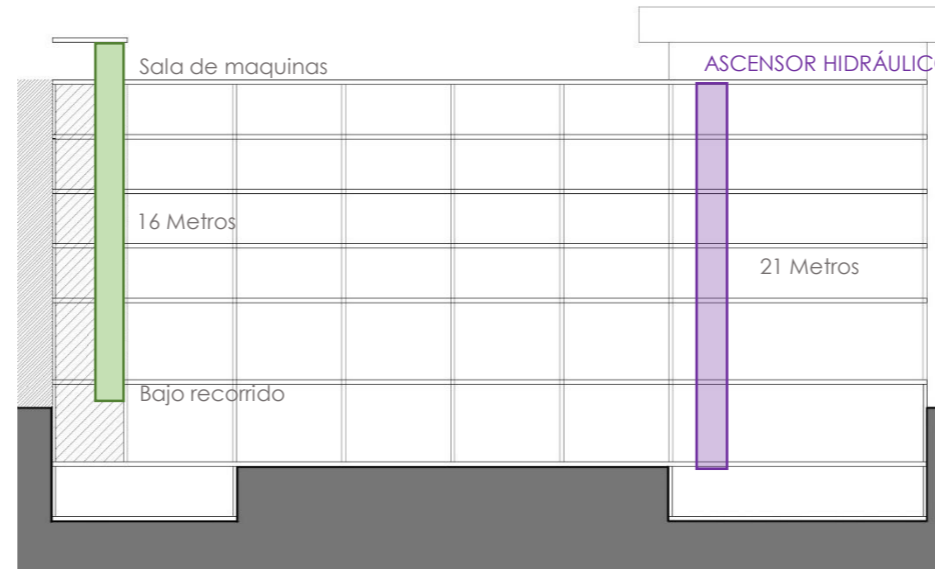 Sala de maquinas
ASCENSOR HIDRÁULIC
16 Metros
21 Metros
Bajo recorrido